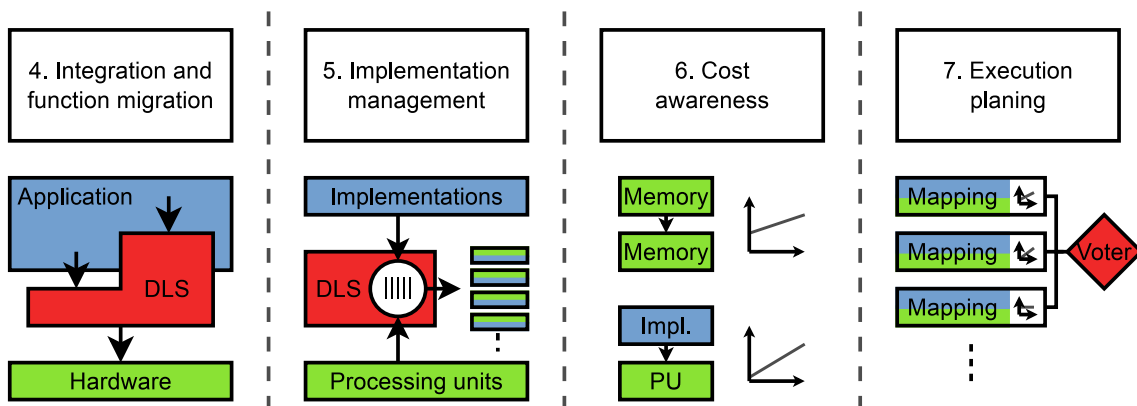 4. Integration and
function migration
5. Implementation
management
6. Cost
awareness
7. Execution
planing
Application
DLS
Hardware
Implementations
DLS
Processing units
Memory
Memory
Impl.
PU
Mapping
Mapping
Mapping
Voter